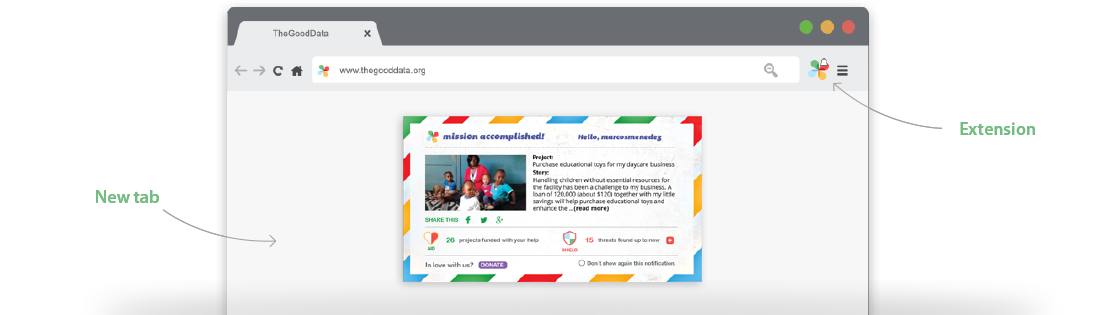 TheGoodData
www.thegooddata.org
Extension
New tab
mission accomplished!
Hello, marcosmenedez
Project:
Purchase educational toys for my daycare business
Story:
Handling children without essential resources for
the facility has been a challenge to my business. A
loan of 120,000 (about $120) together with my little
savings will help purchase educational toys and
enhance the ...(read more)
SHARE THIS
AID
26 projects funded with your help
SHIELD
15 threats found up to now
In love with us? DONATE
Don't show again this notification